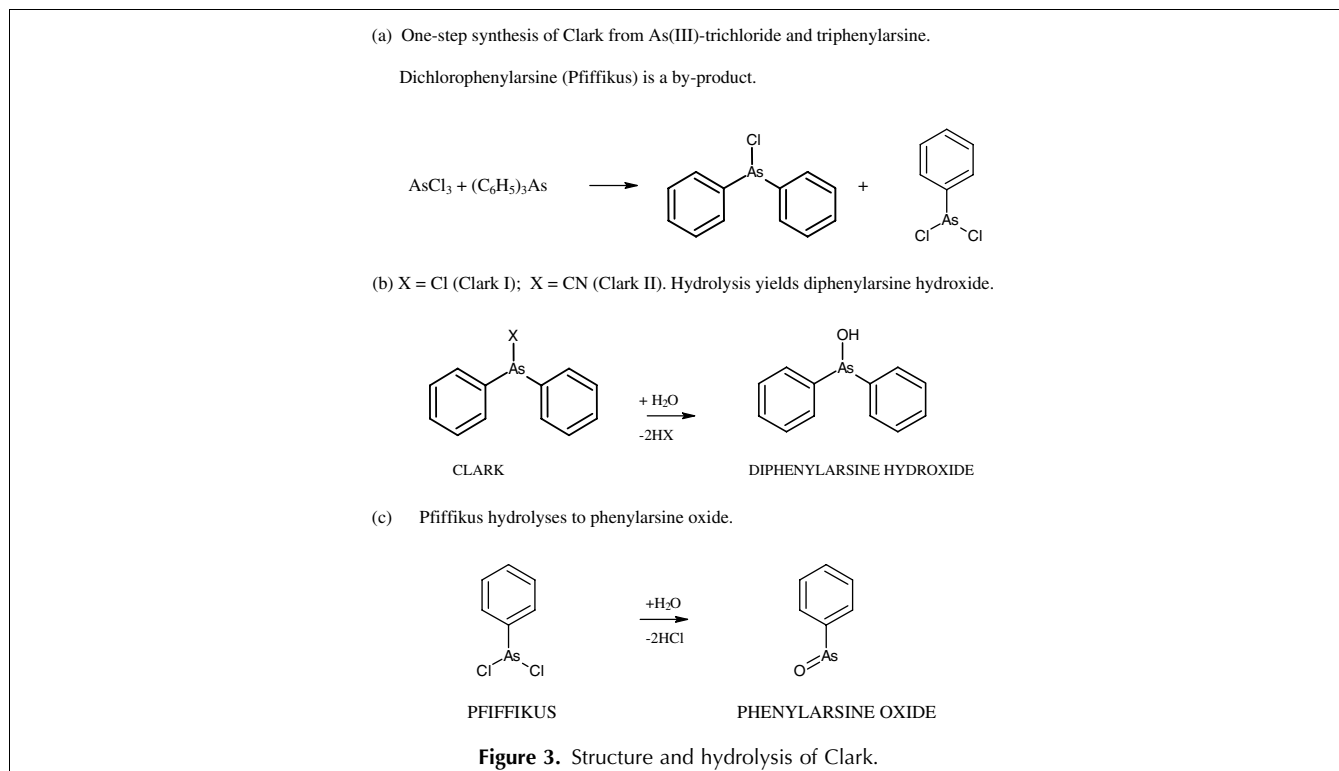 (a) One-step synthesis of Clark from As(III)-trichloride and triphenylarsine.
Dichlorophenylarsine (Pfiffikus) is a by-product.
AsCl₃ + (C₆H₅)₃As
Cl
As
+
As
Cl Cl
(b) X = Cl (Clark I); X = CN (Clark II). Hydrolysis yields diphenylarsine hydroxide.
X
As
+ H₂O
-2HX
OH
As
CLARK
DIPHENYLARSINE HYDROXIDE
(c) Pfiffikus hydrolyses to phenylarsine oxide.
As
Cl Cl
+H₂O
-2HCl
As
O
PFIFFIKUS
PHENYLARSINE OXIDE
Figure 3. Structure and hydrolysis of Clark.